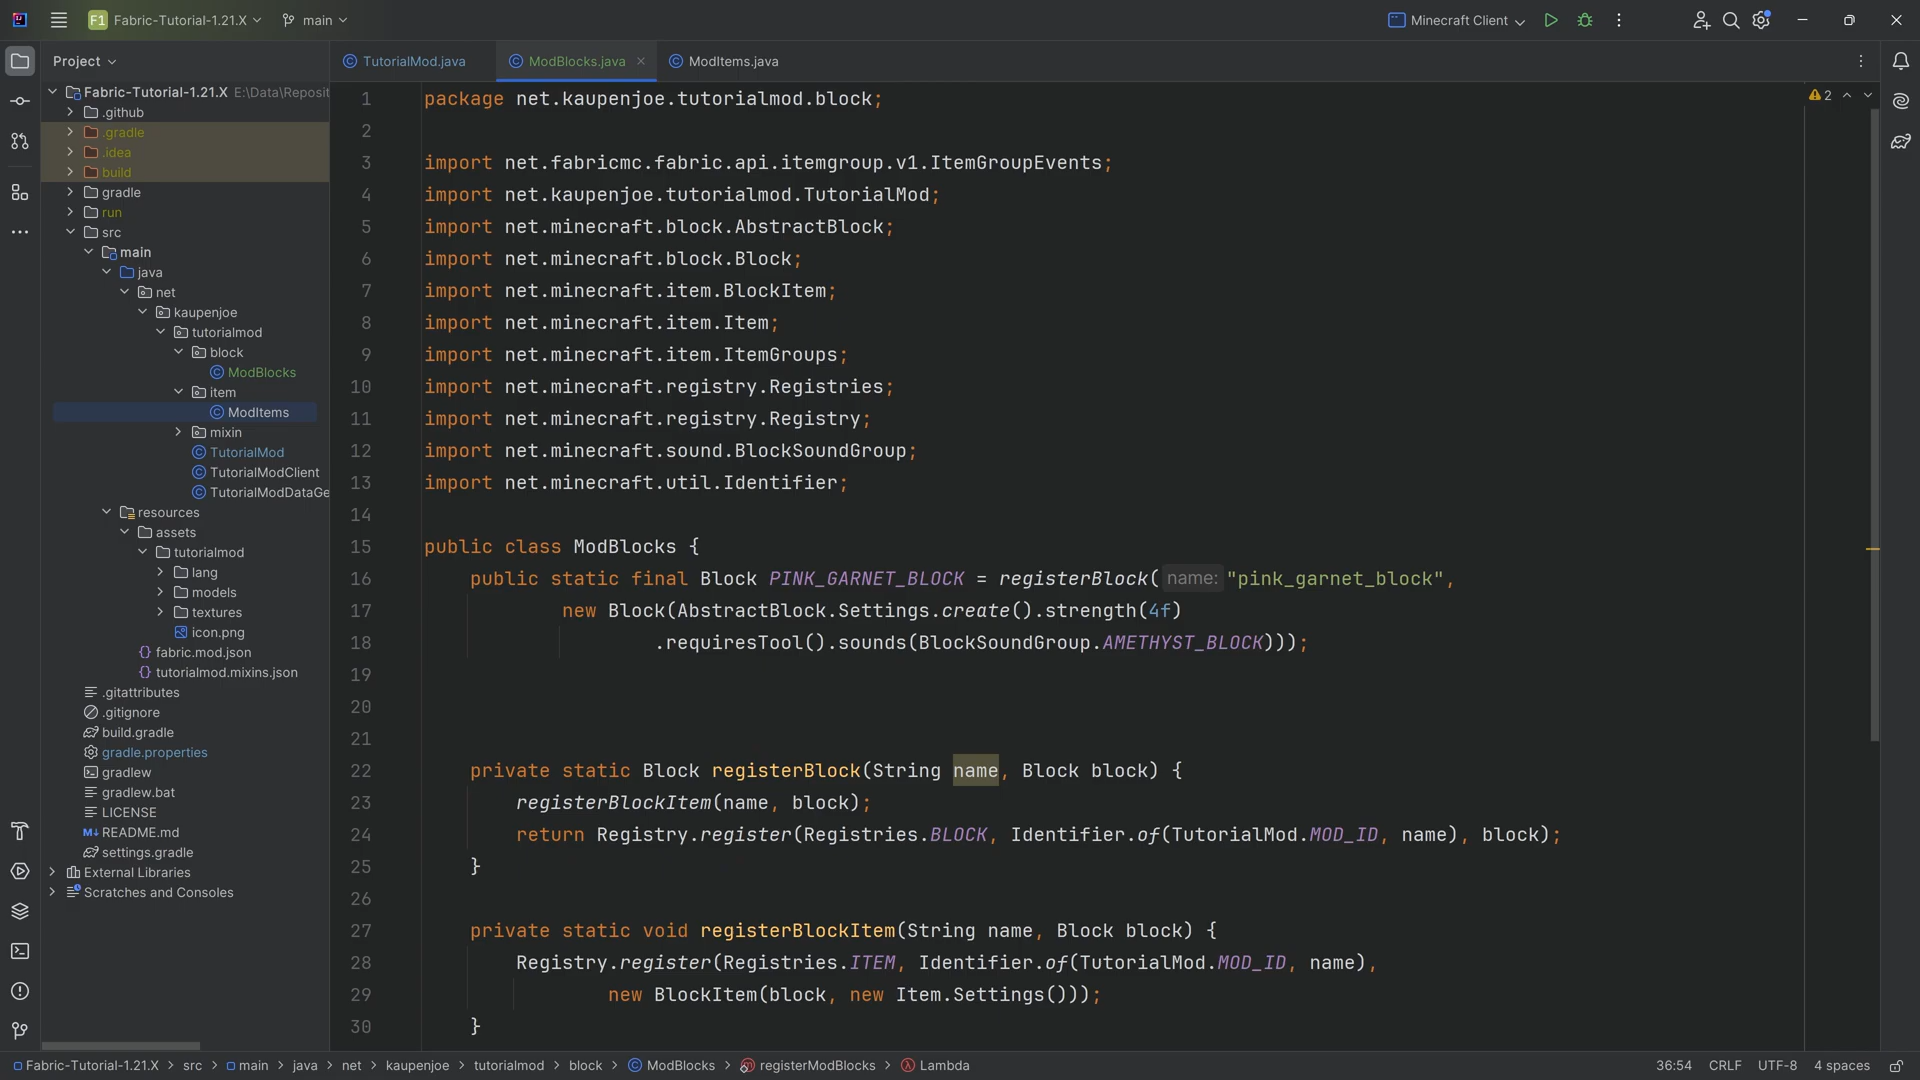 F1 Fabric-Tutorial-1.21.X main Minecraft Client
Project
TutorialMod.java ModBlocks.java ModItems.java
Fabric-Tutorial-1.21.X E:\Data\Reposit
.github
.gradle
.idea
build
gradle
run
src
main
java
net
kaupenjoe
tutorialmod
block
ModBlocks
item
ModItems
mixin
TutorialMod
TutorialModClient
TutorialModDataGe
resources
assets
tutorialmod
lang
models
textures
icon.png
fabric.mod.json
tutorialmod.mixins.json
.gitattributes
.gitignore
build.gradle
gradle.properties
gradlew
gradlew.bat
LICENSE
M↓ README.md
settings.gradle
External Libraries
Scratches and Consoles
2
1 package net.kaupenjoe.tutorialmod.block;
2
3 import net.fabricmc.fabric.api.itemgroup.v1.ItemGroupEvents;
4 import net.kaupenjoe.tutorialmod.TutorialMod;
5 import net.minecraft.block.AbstractBlock;
6 import net.minecraft.block.Block;
7 import net.minecraft.item.BlockItem;
8 import net.minecraft.item.Item;
9 import net.minecraft.item.ItemGroups;
10 import net.minecraft.registry.Registries;
11 import net.minecraft.registry.Registry;
12 import net.minecraft.sound.BlockSoundGroup;
13 import net.minecraft.util.Identifier;
14
15 public class ModBlocks {
16 public static final Block PINK_GARNET_BLOCK = registerBlock( name: "pink_garnet_block",
17 new Block(AbstractBlock.Settings.create().strength(4f)
18 .requiresTool().sounds(BlockSoundGroup.AMETHYST_BLOCK)));
19
20
21
22 private static Block registerBlock(String name, Block block) {
23 registerBlockItem(name, block);
24 return Registry.register(Registries.BLOCK, Identifier.of(TutorialMod.MOD_ID, name), block);
25 }
26
27 private static void registerBlockItem(String name, Block block) {
28 Registry.register(Registries.ITEM, Identifier.of(TutorialMod.MOD_ID, name),
29 new BlockItem(block, new Item.Settings()));
30 }
Fabric-Tutorial-1.21.X > src > main > java > net > kaupenjoe > tutorialmod > block > ModBlocks > registerModBlocks > Lambda 36:54 CRLF UTF-8 4 spaces